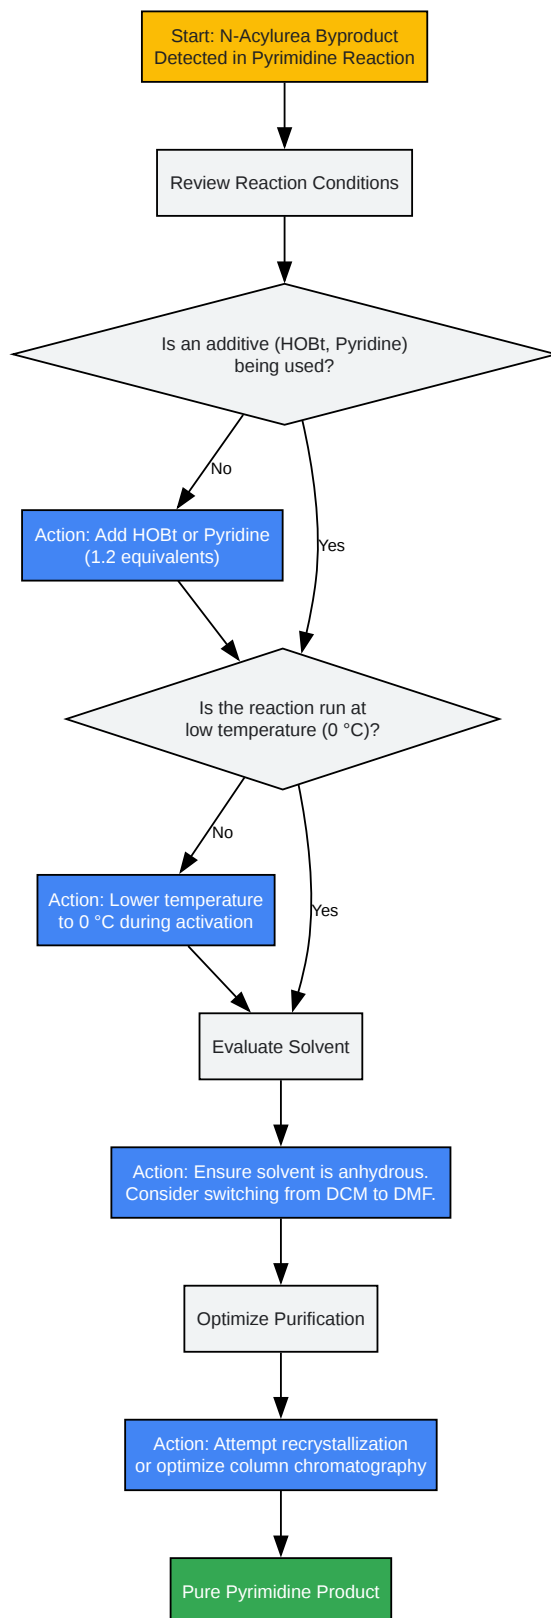 Start: N-Acylurea Byproduct
Detected in Pyrimidine Reaction
Review Reaction Conditions
Is an additive (HOBt, Pyridine)
being used?
No
Yes
Action: Add HOBt or Pyridine
(1.2 equivalents)
Is the reaction run at
low temperature (0 °C)?
No
Yes
Action: Lower temperature
to 0 °C during activation
Evaluate Solvent
Action: Ensure solvent is anhydrous.
Consider switching from DCM to DMF.
Optimize Purification
Action: Attempt recrystallization
or optimize column chromatography
Pure Pyrimidine Product